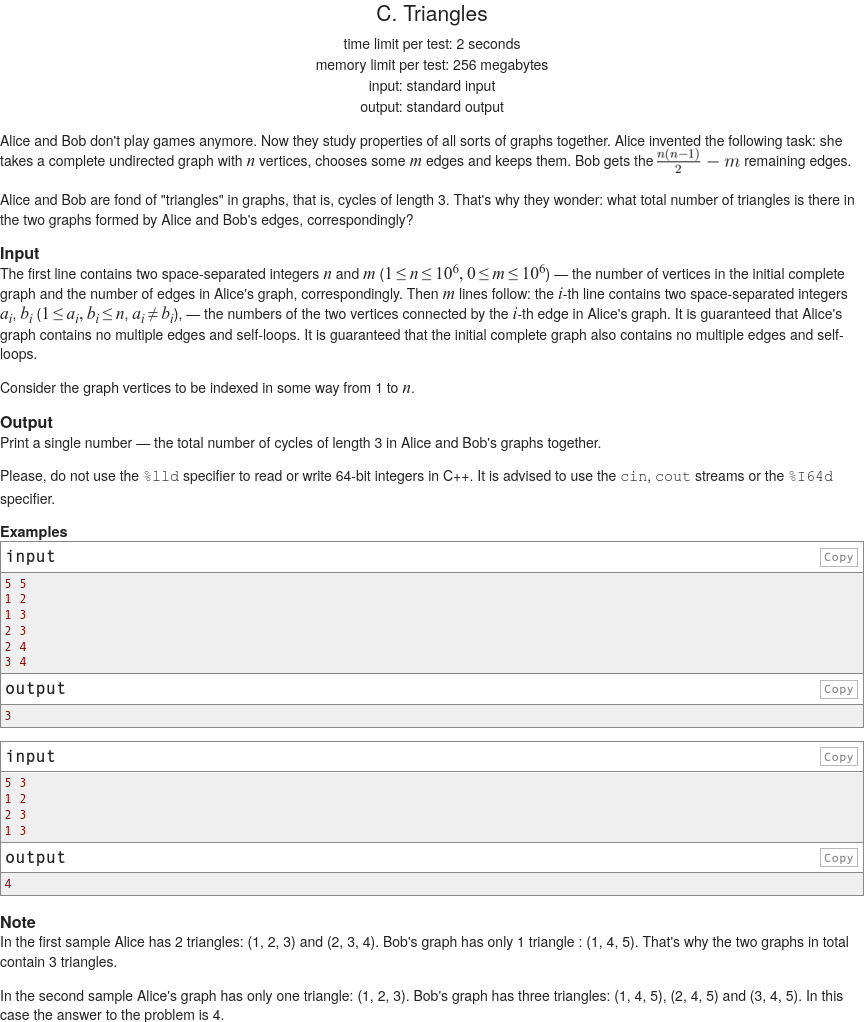 C. Triangles
time limit per test: 2 seconds
memory limit per test: 256 megabytes
input: standard input
output: standard output
Alice and Bob don't play games anymore. Now they study properties of all sorts of graphs together. Alice invented the following task: she
takes a complete undirected graph with n vertices, chooses some m edges and keeps them. Bob gets the n(n−1)/2 − m remaining edges.
Alice and Bob are fond of "triangles" in graphs, that is, cycles of length 3. That's why they wonder: what total number of triangles is there in
the two graphs formed by Alice and Bob's edges, correspondingly?
Input
The first line contains two space-separated integers n and m (1 ≤ n ≤ 10^6, 0 ≤ m ≤ 10^6) — the number of vertices in the initial complete
graph and the number of edges in Alice's graph, correspondingly. Then m lines follow: the i-th line contains two space-separated integers
a_i, b_i (1 ≤ a_i, b_i ≤ n, a_i ≠ b_i), — the numbers of the two vertices connected by the i-th edge in Alice's graph. It is guaranteed that Alice's
graph contains no multiple edges and self-loops. It is guaranteed that the initial complete graph also contains no multiple edges and self-
loops.
Consider the graph vertices to be indexed in some way from 1 to n.
Output
Print a single number — the total number of cycles of length 3 in Alice and Bob's graphs together.
Please, do not use the %lld specifier to read or write 64-bit integers in C++. It is advised to use the cin, cout streams or the %I64d
specifier.
Examples
input Copy
5 5
1 2
1 3
2 3
2 4
3 4
output Copy
3
input Copy
5 3
1 2
2 3
1 3
output Copy
4
Note
In the first sample Alice has 2 triangles: (1, 2, 3) and (2, 3, 4). Bob's graph has only 1 triangle : (1, 4, 5). That's why the two graphs in total
contain 3 triangles.
In the second sample Alice's graph has only one triangle: (1, 2, 3). Bob's graph has three triangles: (1, 4, 5), (2, 4, 5) and (3, 4, 5). In this
case the answer to the problem is 4.